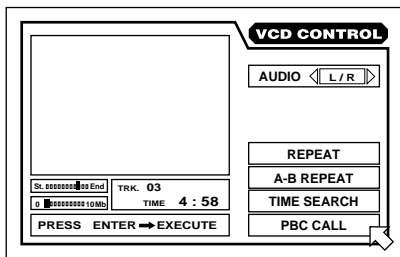 VCD CONTROL
AUDIO L / R
REPEAT
A-B REPEAT
TIME SEARCH
PBC CALL
St. End
0 10Mb
TRK. 03
TIME 4 : 58
PRESS ENTER ➡ EXECUTE